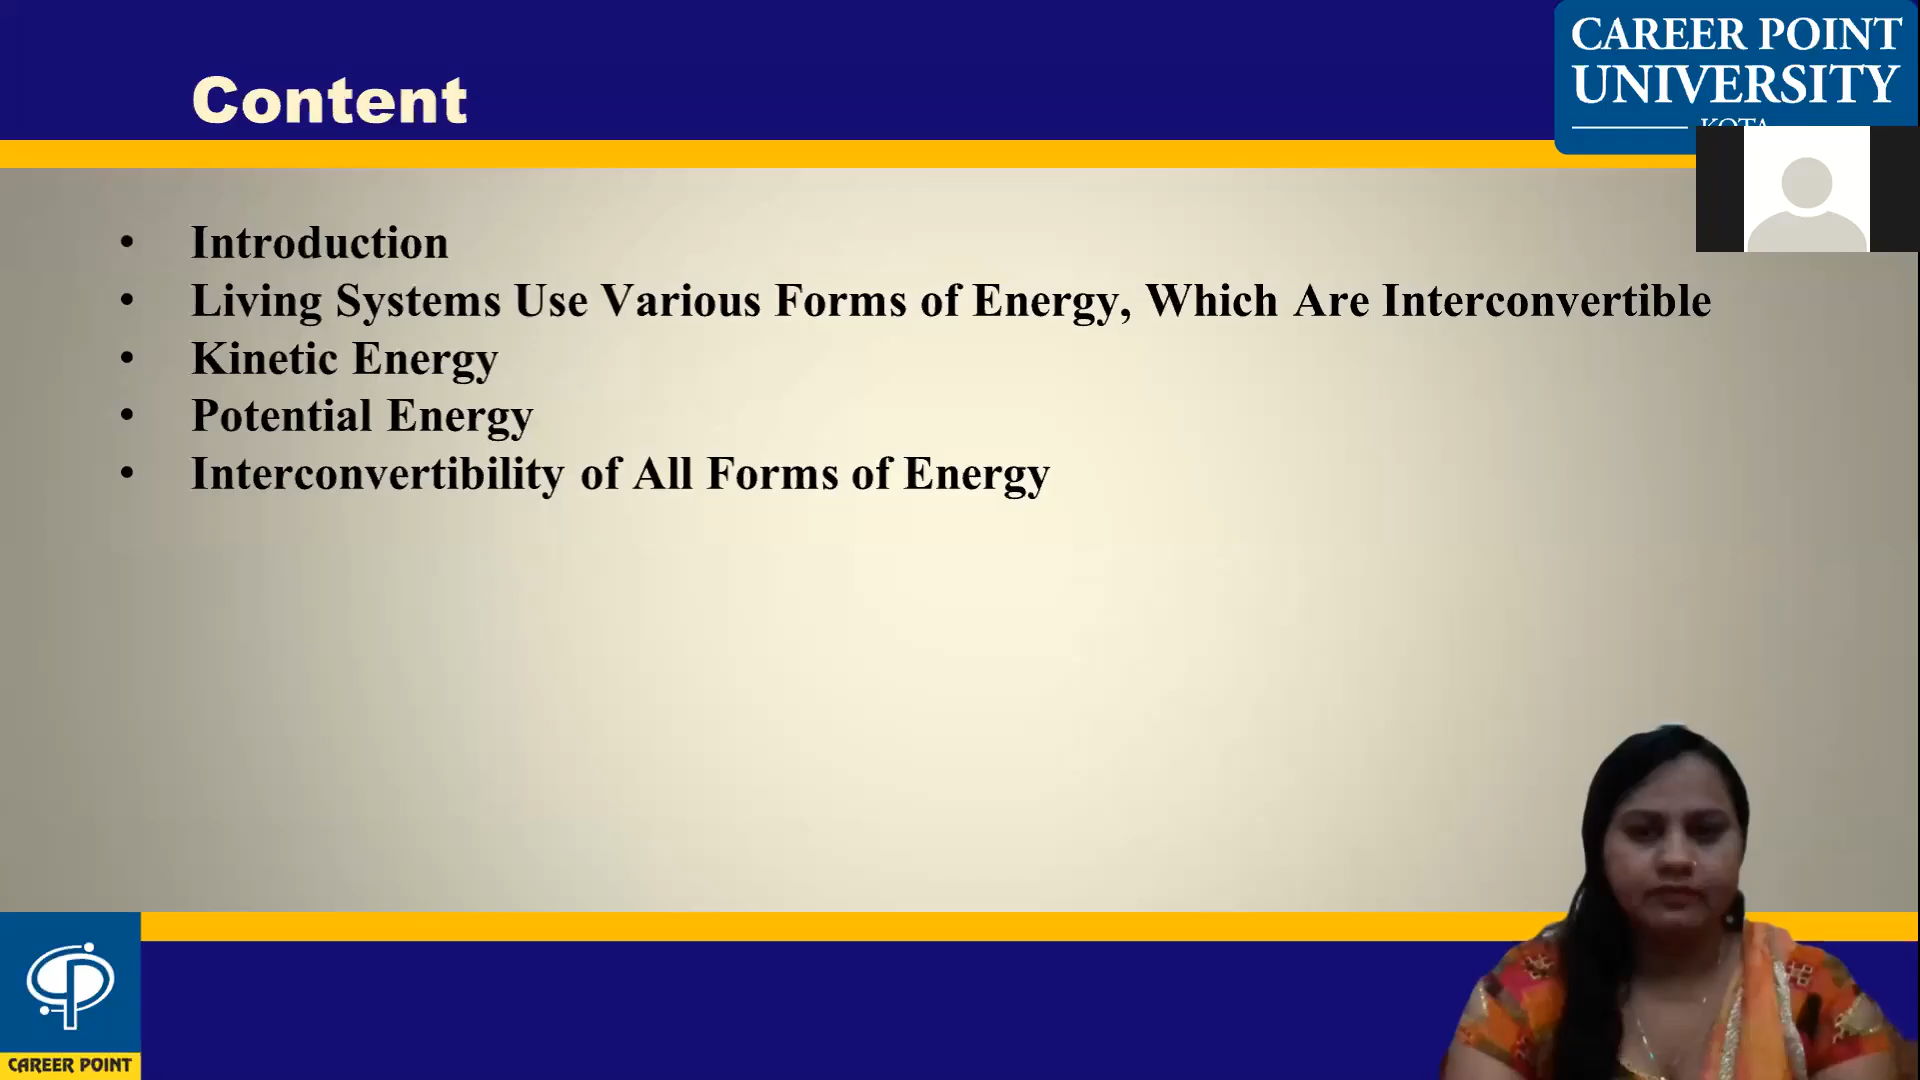 Content
CAREER POINT
UNIVERSITY
KOTA
• Introduction
• Living Systems Use Various Forms of Energy, Which Are Interconvertible
• Kinetic Energy
• Potential Energy
• Interconvertibility of All Forms of Energy
CAREER POINT